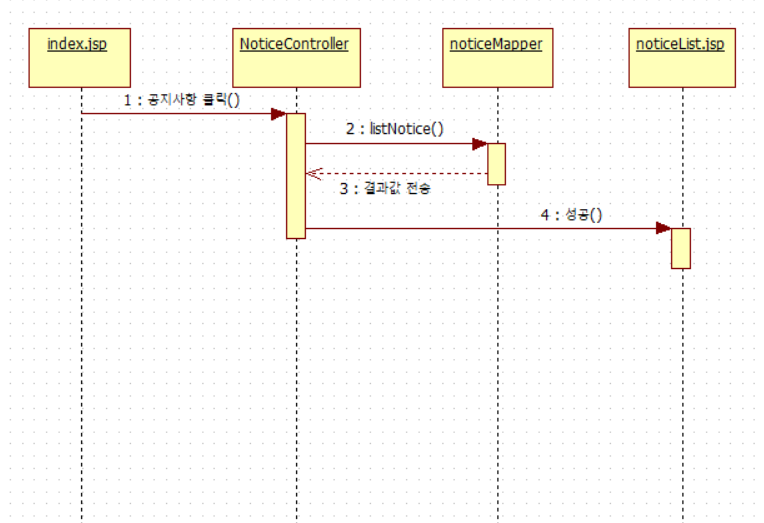 index.jsp
NoticeController
noticeMapper
noticeList.jsp
1 : 공지사항 클릭()
2 : listNotice()
3 : 결과값 전송
4 : 성공()